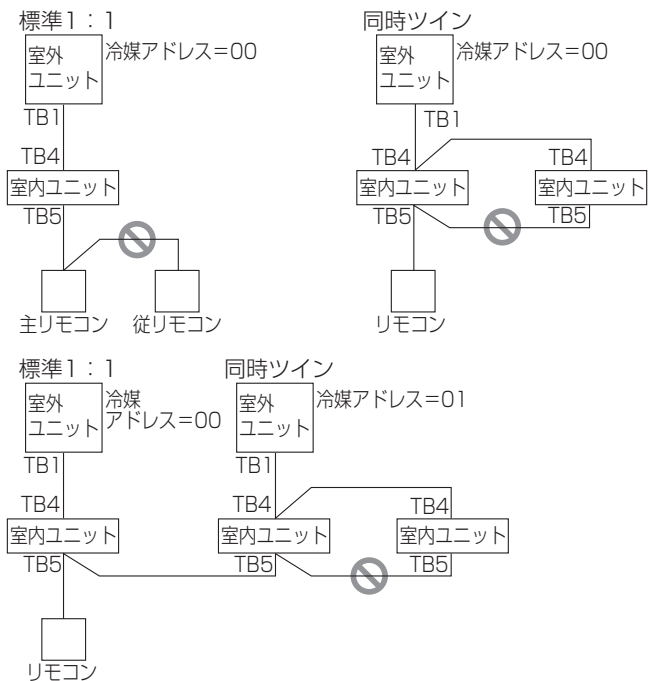 標準1：1
室外
ユニット
冷媒アドレス=00
TB1
TB4
室内ユニット
TB5
主リモコン
従リモコン
同時ツイン
室外
ユニット
冷媒アドレス=00
TB1
TB4
TB4
室内ユニット
室内ユニット
TB5
TB5
リモコン
標準1：1
室外
ユニット
冷媒
アドレス=00
TB1
TB4
室内ユニット
TB5
リモコン
同時ツイン
室外
ユニット
冷媒アドレス=01
TB1
TB4
TB4
室内ユニット
室内ユニット
TB5
TB5